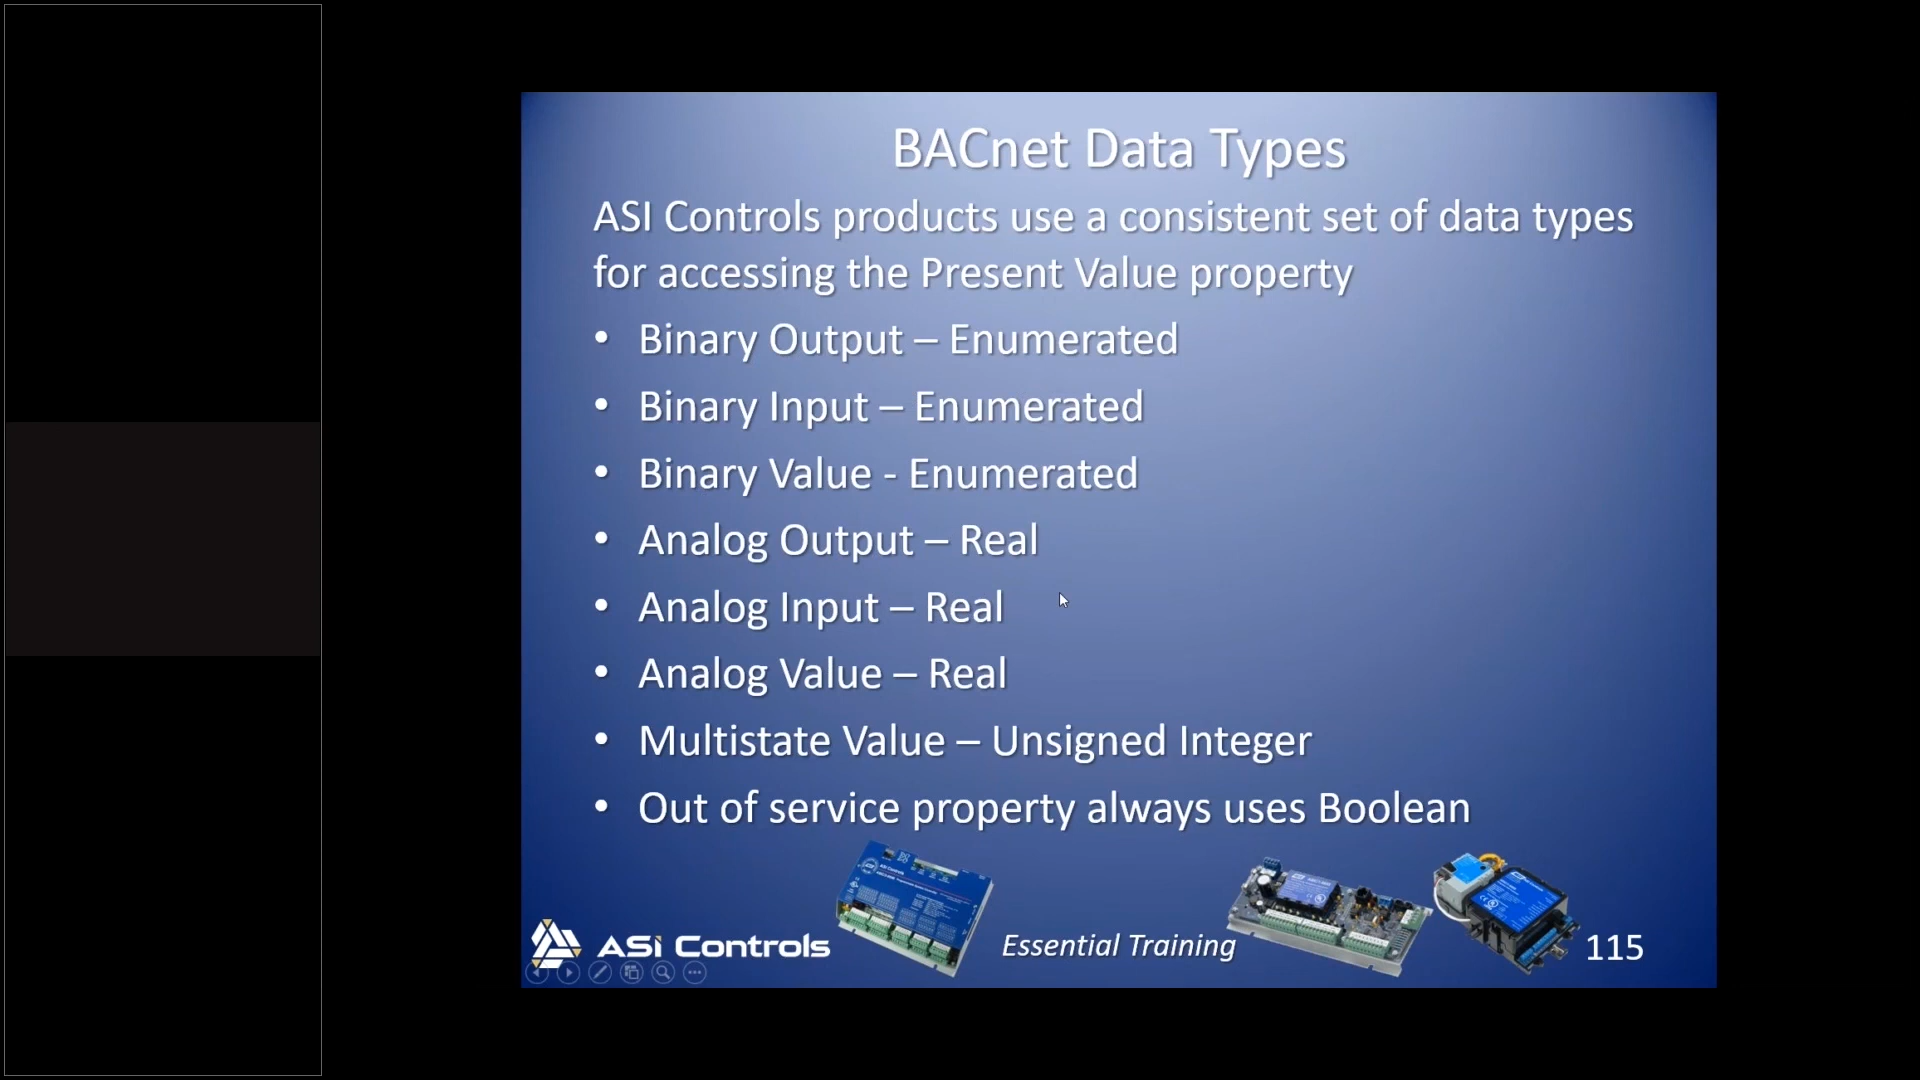 BACnet Data Types
ASI Controls products use a consistent set of data types
for accessing the Present Value property
• Binary Output – Enumerated
• Binary Input – Enumerated
• Binary Value - Enumerated
• Analog Output – Real
• Analog Input – Real
• Analog Value – Real
• Multistate Value – Unsigned Integer
• Out of service property always uses Boolean
ASI Controls
Essential Training
115